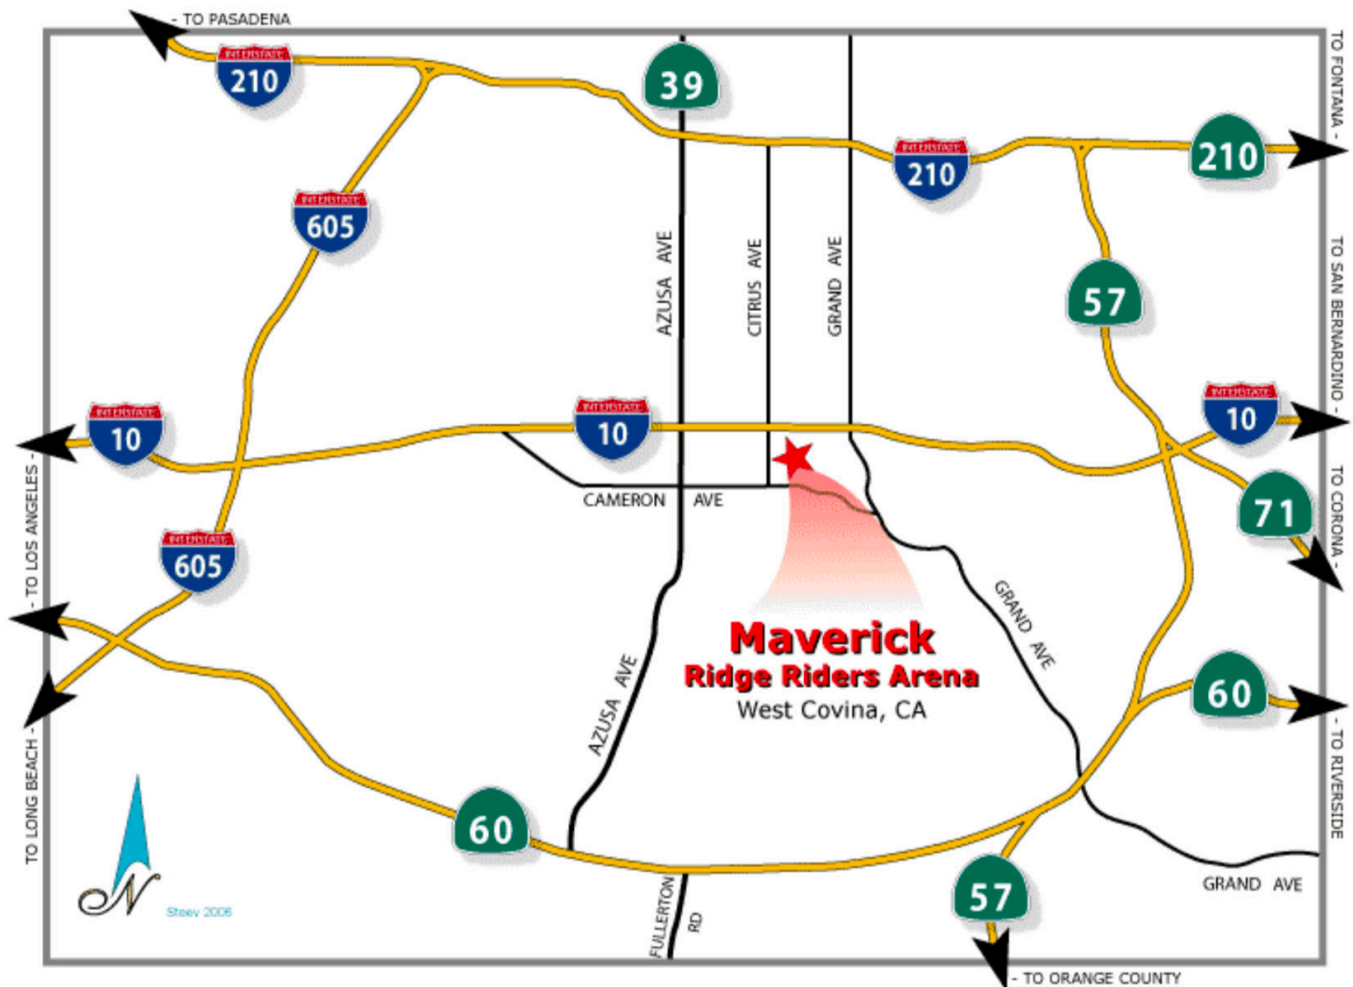 - TO PASADENA
INTERSTATE
210
39
TO FONTANA -
INTERSTATE
210
210
INTERSTATE
605
AZUSA AVE
CITRUS AVE
GRAND AVE
57
TO SAN BERNARDINO -
INTERSTATE
10
INTERSTATE
10
INTERSTATE
10
- TO LOS ANGELES -
CAMERON AVE
71
TO CORONA -
INTERSTATE
605
GRAND AVE
Maverick
Ridge Riders Arena
West Covina, CA
AZUSA AVE
60
- TO RIVERSIDE
TO LONG BEACH -
60
N
Steev 2006
FULLERTON
RD
57
GRAND AVE
- TO ORANGE COUNTY